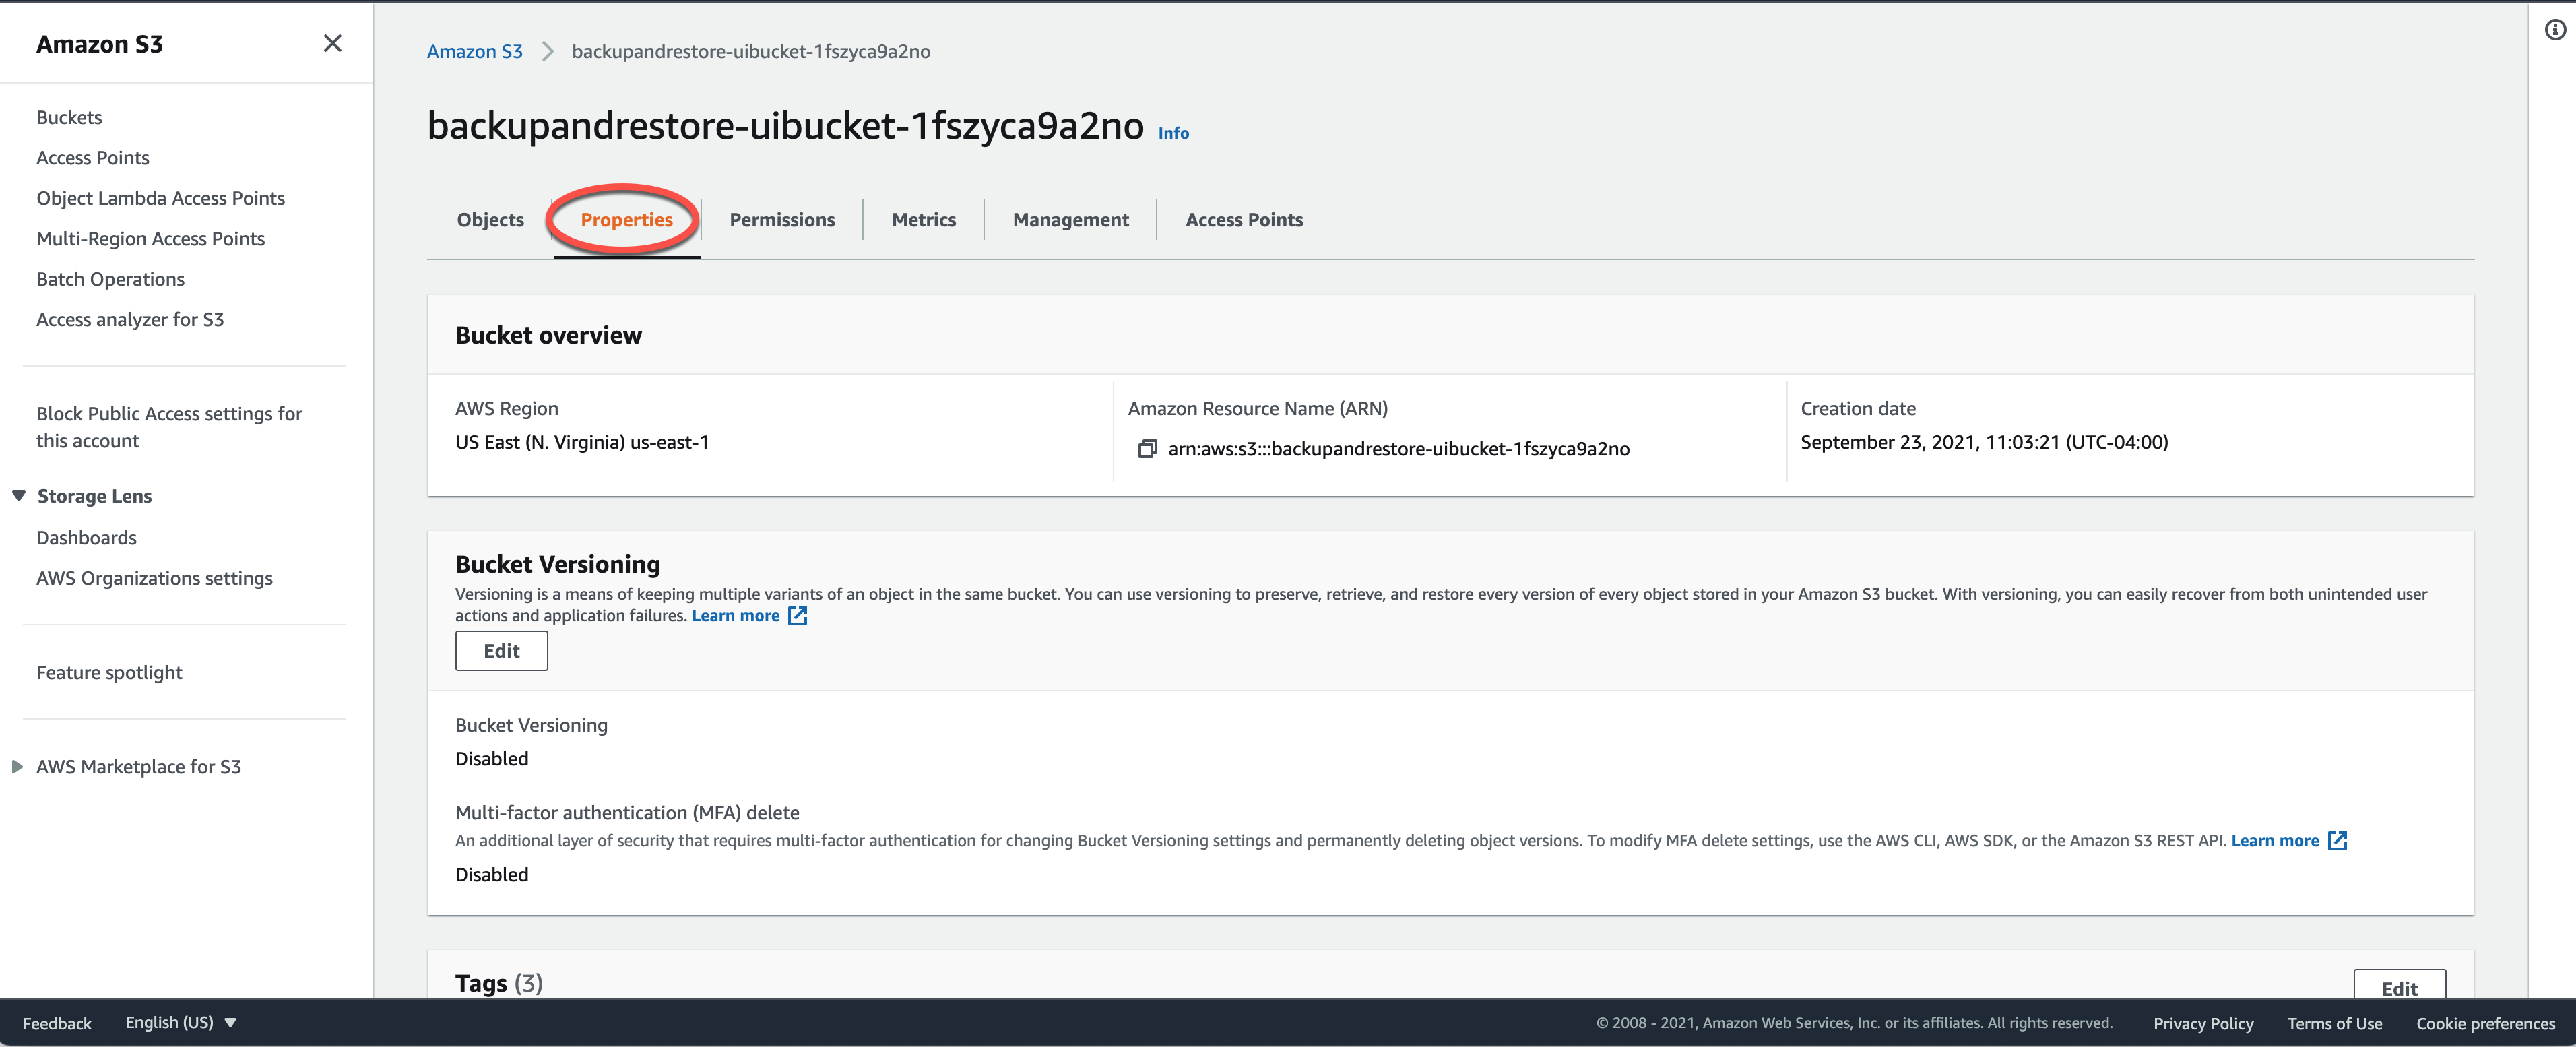 Amazon S3
Buckets
Access Points
Object Lambda Access Points
Multi-Region Access Points
Batch Operations
Access analyzer for S3
Block Public Access settings for
this account
Storage Lens
Dashboards
AWS Organizations settings
Feature spotlight
AWS Marketplace for S3
Amazon S3 backupandrestore-uibucket-1fszyca9a2no
backupandrestore-uibucket-1fszyca9a2no Info
Objects Properties Permissions Metrics Management Access Points
Bucket overview
AWS Region
US East (N. Virginia) us-east-1
Amazon Resource Name (ARN)
arn:aws:s3:::backupandrestore-uibucket-1fszyca9a2no
Creation date
September 23, 2021, 11:03:21 (UTC-04:00)
Bucket Versioning
Versioning is a means of keeping multiple variants of an object in the same bucket. You can use versioning to preserve, retrieve, and restore every version of every object stored in your Amazon S3 bucket. With versioning, you can easily recover from both unintended user
actions and application failures. Learn more
Edit
Bucket Versioning
Disabled
Multi-factor authentication (MFA) delete
An additional layer of security that requires multi-factor authentication for changing Bucket Versioning settings and permanently deleting object versions. To modify MFA delete settings, use the AWS CLI, AWS SDK, or the Amazon S3 REST API. Learn more
Disabled
Tags (3)
Edit
Feedback English (US) © 2008 - 2021, Amazon Web Services, Inc. or its affiliates. All rights reserved. Privacy Policy Terms of Use Cookie preferences